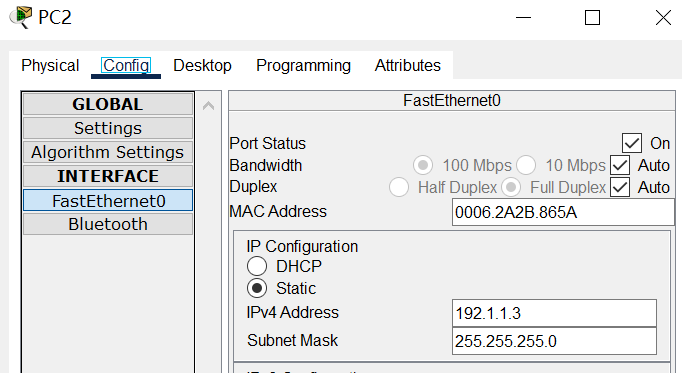 PC2
Physical Config Desktop Programming Attributes
GLOBAL
Settings
Algorithm Settings
INTERFACE
FastEthernet0
Bluetooth
FastEthernet0
Port Status On
Bandwidth 100 Mbps 10 Mbps Auto
Duplex Half Duplex Full Duplex Auto
MAC Address 0006.2A2B.865A
IP Configuration
DHCP
Static
IPv4 Address 192.1.1.3
Subnet Mask 255.255.255.0